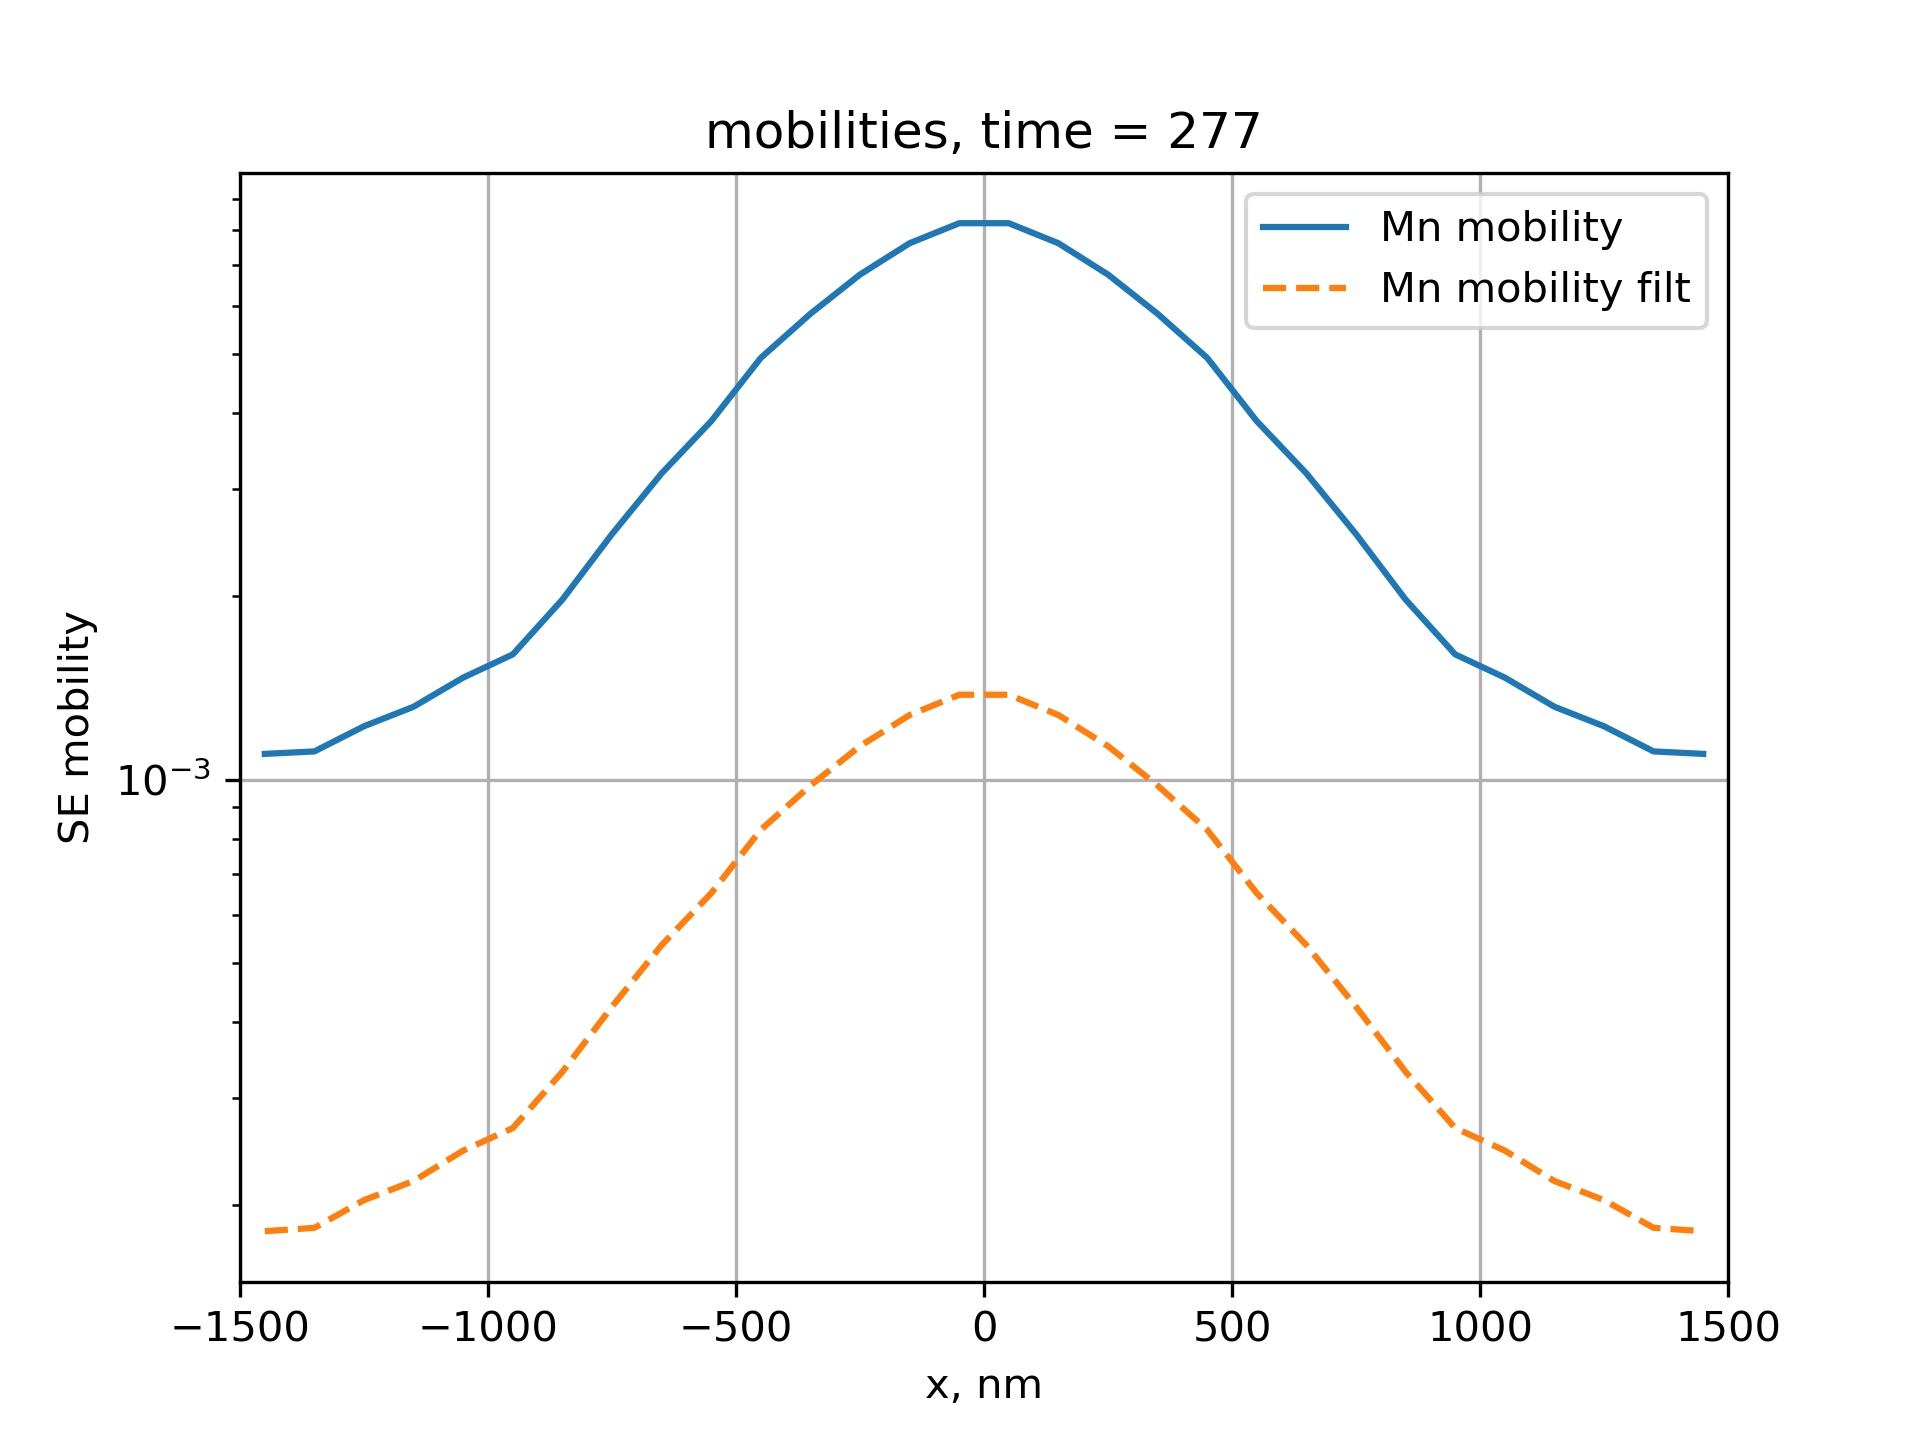 mobilities, time = 277
Mn mobility
Mn mobility filt
SE mobility
10⁻³
−1500 −1000 −500 0 500 1000 1500
x, nm